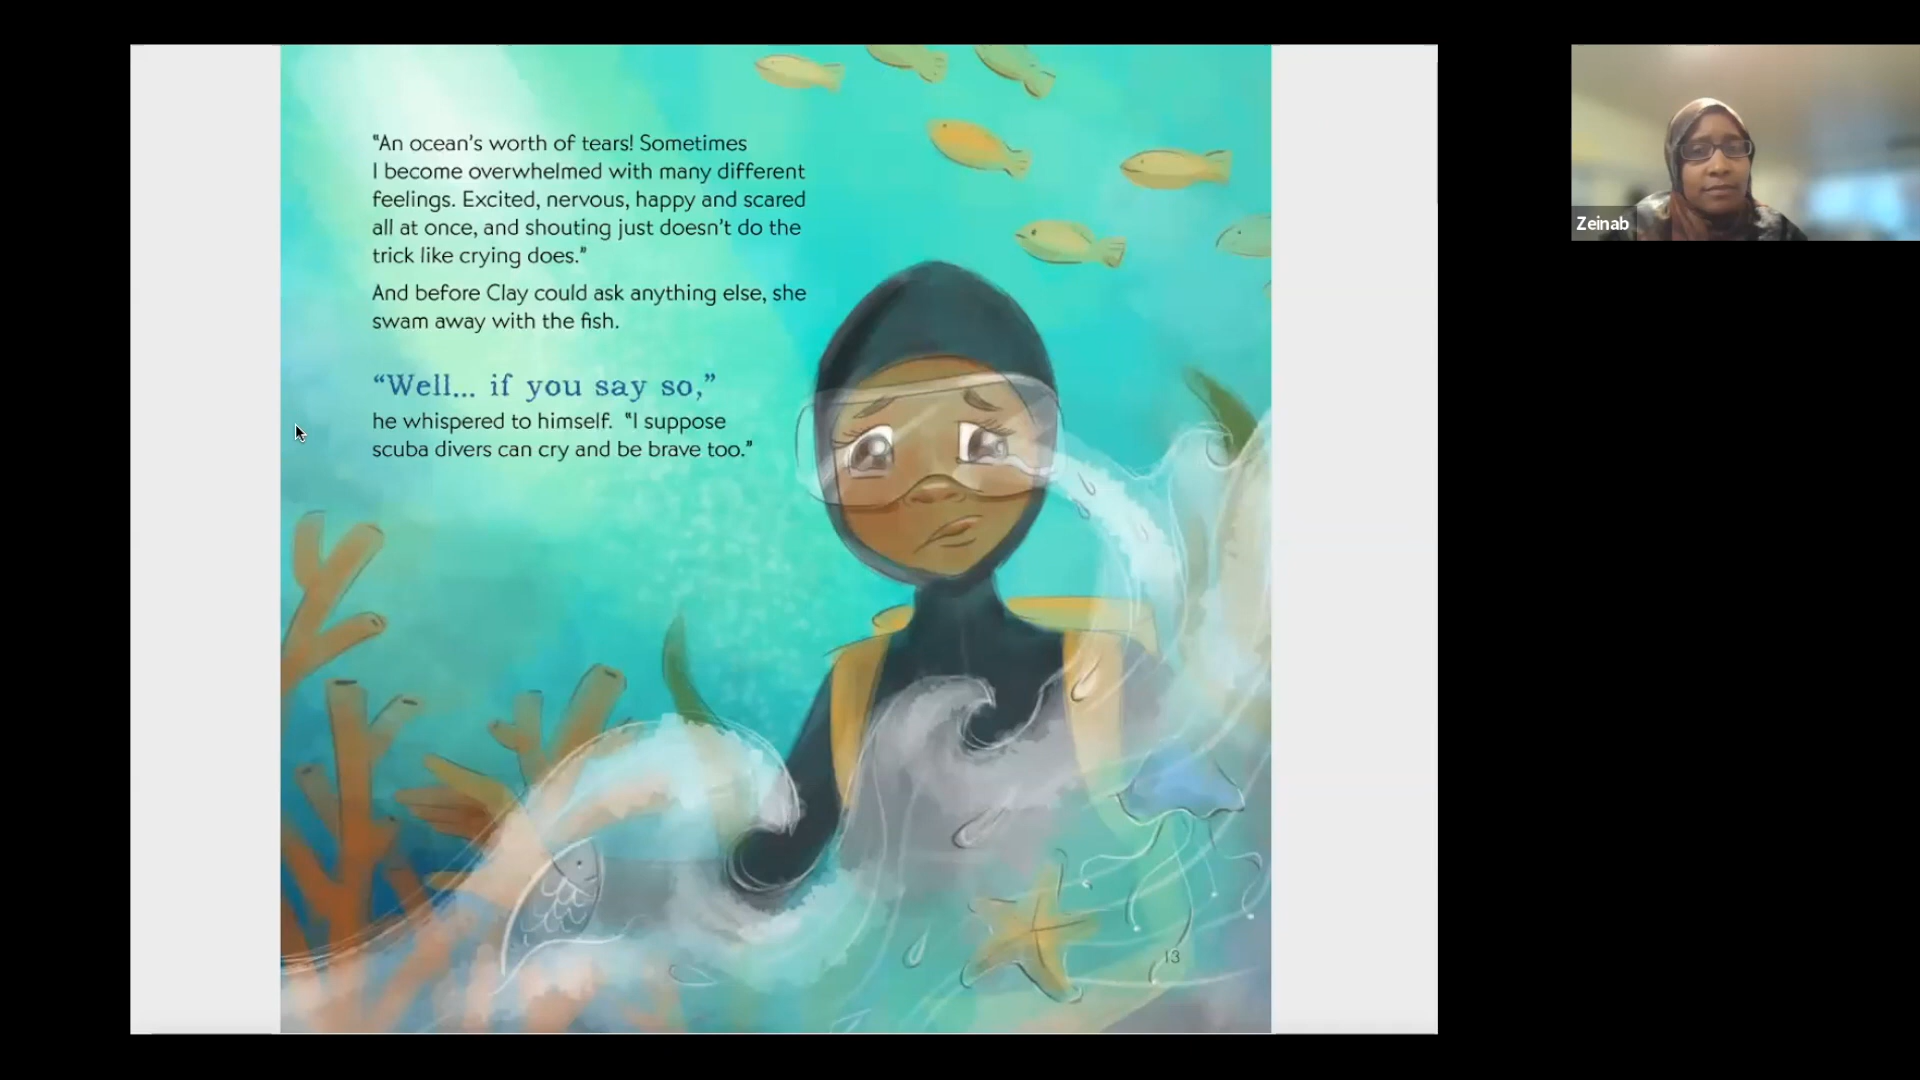 “An ocean’s worth of tears! Sometimes
I become overwhelmed with many different
feelings. Excited, nervous, happy and scared
all at once, and shouting just doesn’t do the
trick like crying does.”
And before Clay could ask anything else, she
swam away with the fish.
“Well... if you say so,”
he whispered to himself. “I suppose
scuba divers can cry and be brave too.”
13
Zeinab